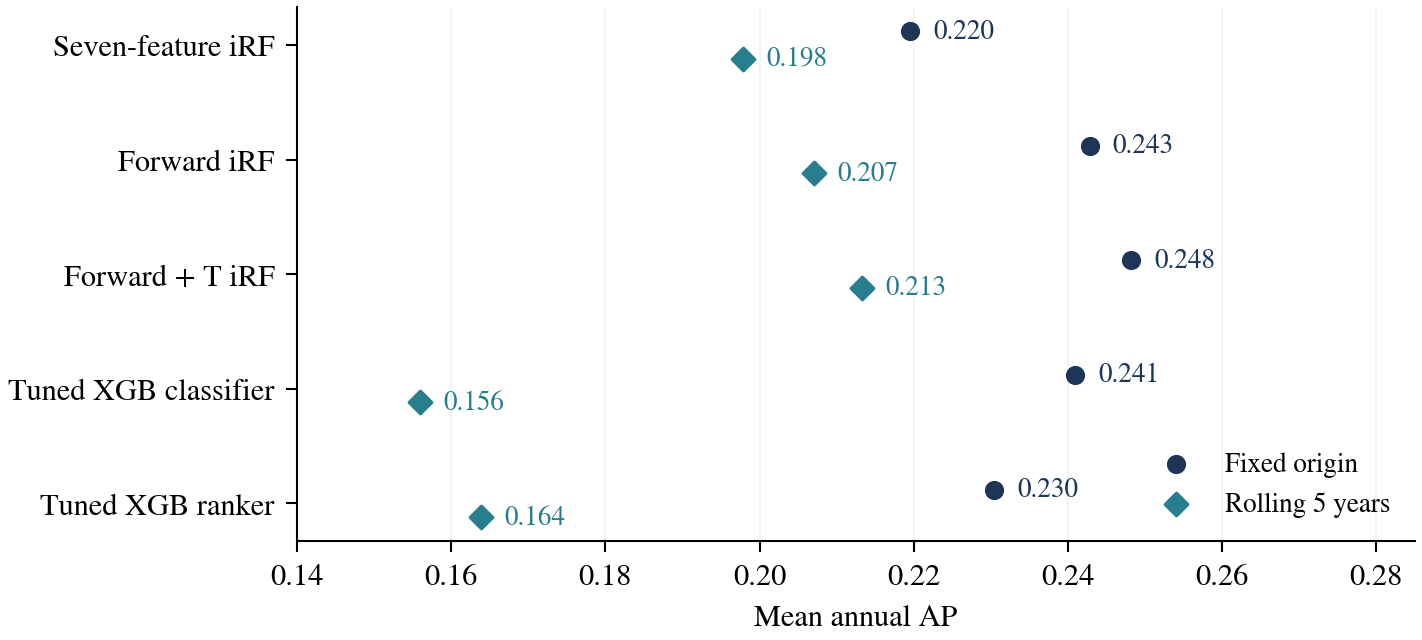 Seven-feature iRF
0.220
0.198
Forward iRF
0.243
0.207
Forward + T iRF
0.248
0.213
Tuned XGB classifier
0.241
0.156
Tuned XGB ranker
0.230
0.164
Fixed origin
Rolling 5 years
0.14 0.16 0.18 0.20 0.22 0.24 0.26 0.28
Mean annual AP